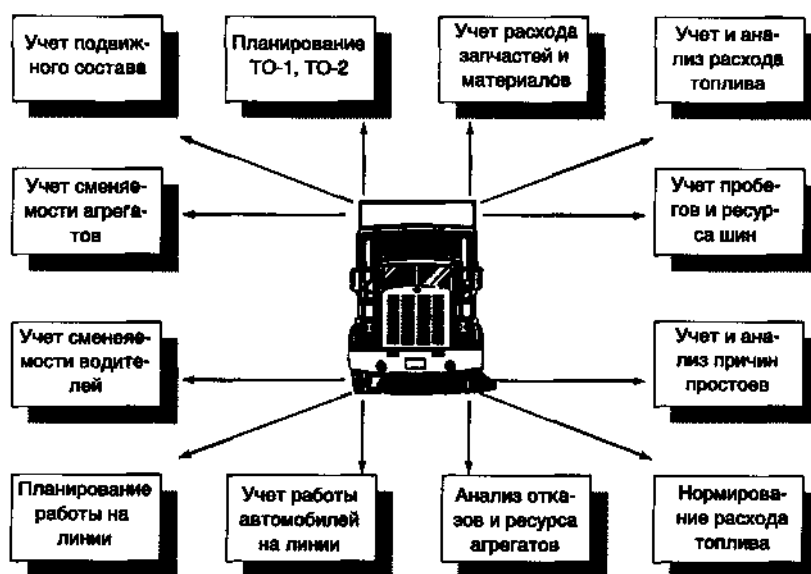 Учет подвиж-
ного состава
Планирование
ТО-1, ТО-2
Учет расхода
запчастей и
материалов
Учет и ана-
лиз расхода
топлива
Учет сменяе-
мости агрега-
тов
Учет пробе-
гов и ресур-
са шин
Учет сменяе-
мости водите-
лей
Учет и ана-
лиз причин
простоев
Планирование
работы на
линии
Учет работы
автомобилей
на линии
Анализ отка-
зов и ресурса
агрегатов
Нормирова-
ние расхода
топлива